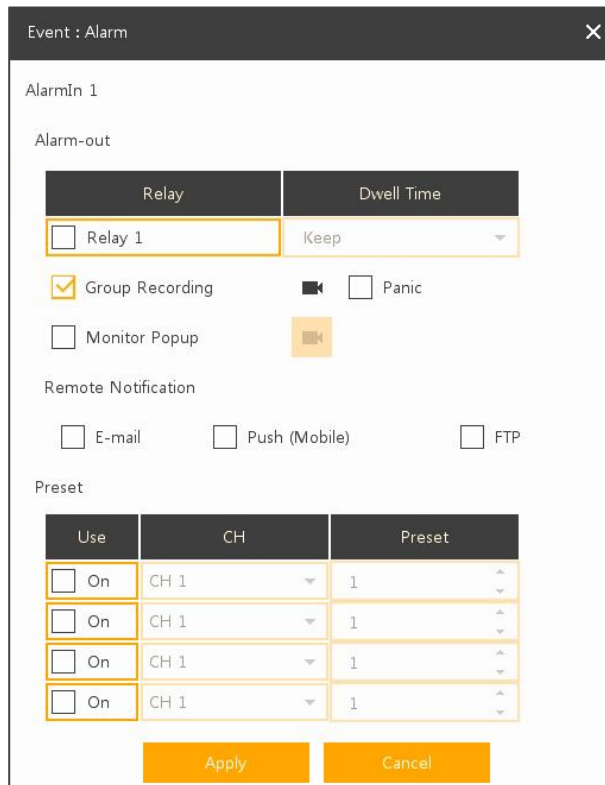 Event : Alarm
AlarmIn 1
Alarm-out
Relay Dwell Time
Relay 1 Keep
Group Recording Panic
Monitor Popup
Remote Notification
E-mail Push (Mobile) FTP
Preset
Use CH Preset
On CH 1 1
On CH 1 1
On CH 1 1
On CH 1 1
Apply Cancel